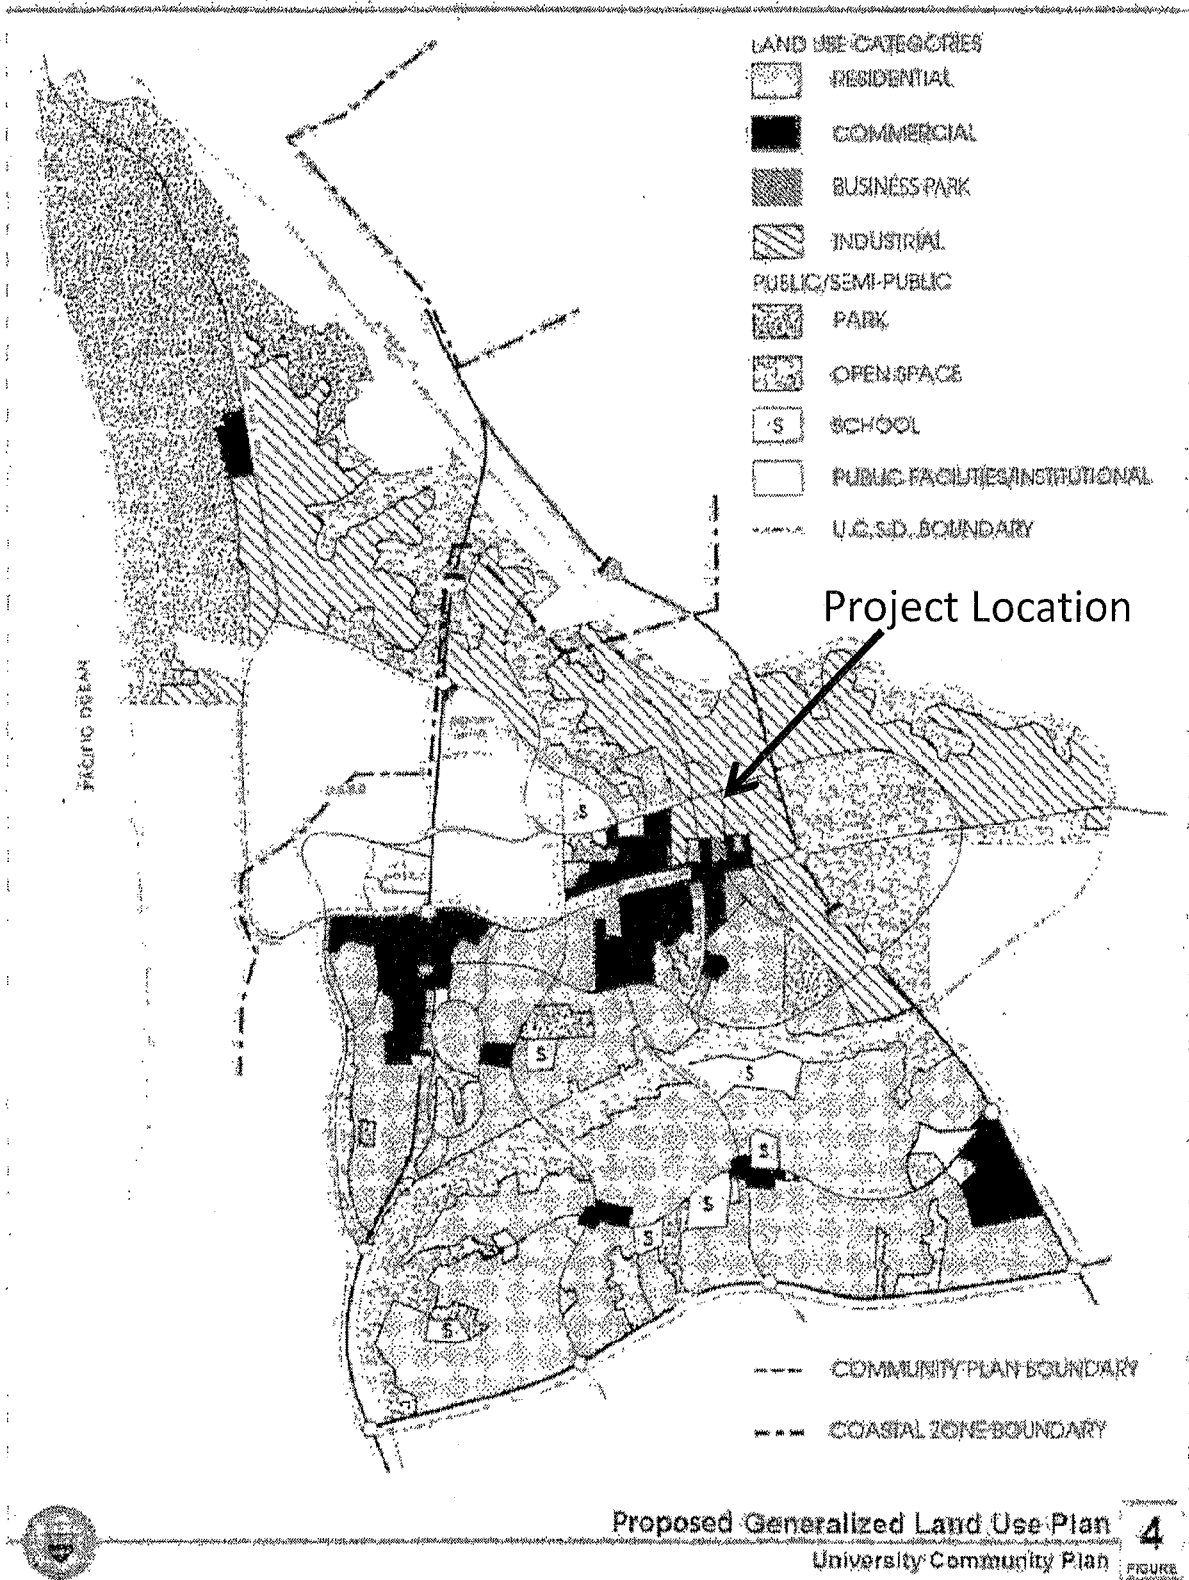 LAND USE CATEGORIES
RESIDENTIAL
COMMERCIAL
BUSINESS PARK
INDUSTRIAL
PUBLIC/SEMI-PUBLIC
PARK
OPEN SPACE
S SCHOOL
PUBLIC FACILITIES/INSTITUTIONAL
U.C.S.D. BOUNDARY
Project Location
PACIFIC OCEAN
S
S
S
S
S
S
S
COMMUNITY PLAN BOUNDARY
COASTAL ZONE BOUNDARY
Proposed Generalized Land Use Plan
University Community Plan
4
FIGURE